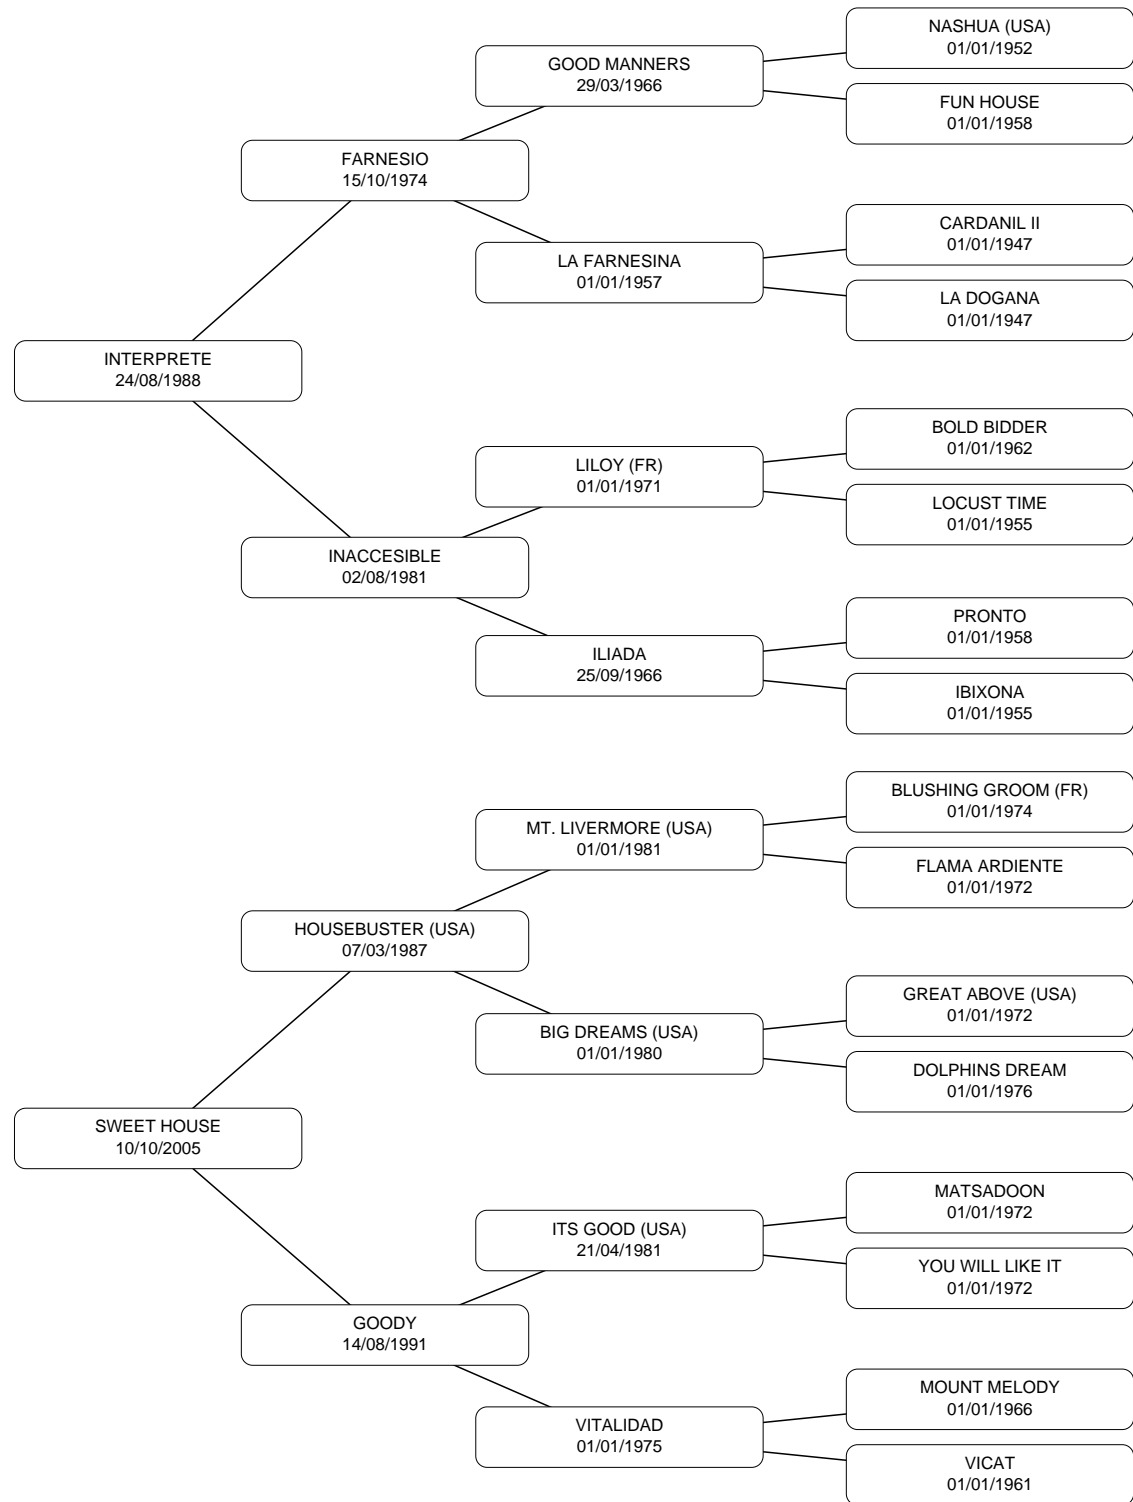 NASHUA (USA)
01/01/1952
GOOD MANNERS
29/03/1966
FUN HOUSE
01/01/1958
FARNESIO
15/10/1974
CARDANIL II
01/01/1947
LA FARNESINA
01/01/1957
LA DOGANA
01/01/1947
INTERPRETE
24/08/1988
BOLD BIDDER
01/01/1962
LILOY (FR)
01/01/1971
LOCUST TIME
01/01/1955
INACCESIBLE
02/08/1981
PRONTO
01/01/1958
ILIADA
25/09/1966
IBIXONA
01/01/1955
BLUSHING GROOM (FR)
01/01/1974
MT. LIVERMORE (USA)
01/01/1981
FLAMA ARDIENTE
01/01/1972
HOUSEBUSTER (USA)
07/03/1987
GREAT ABOVE (USA)
01/01/1972
BIG DREAMS (USA)
01/01/1980
DOLPHINS DREAM
01/01/1976
SWEET HOUSE
10/10/2005
MATSADOON
01/01/1972
ITS GOOD (USA)
21/04/1981
YOU WILL LIKE IT
01/01/1972
GOODY
14/08/1991
MOUNT MELODY
01/01/1966
VITALIDAD
01/01/1975
VICAT
01/01/1961